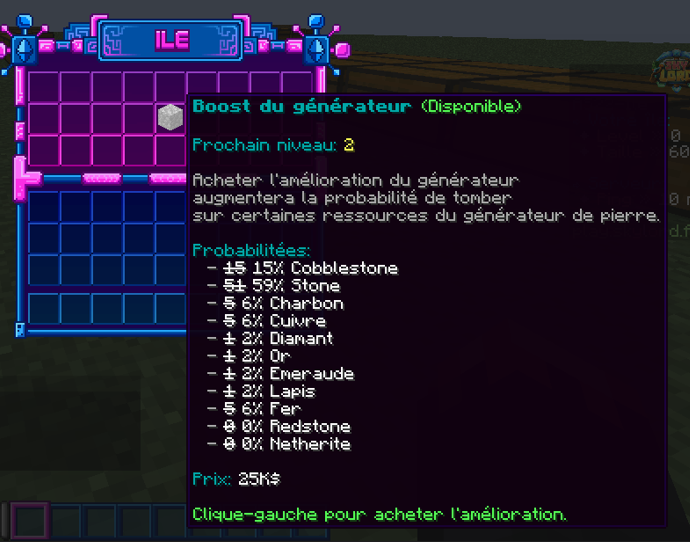 ILE
Boost du générateur (Disponible)
Prochain niveau: 2
Acheter l'amélioration du générateur
augmentera la probabilité de tomber
sur certaines ressources du générateur de pierre.
Probabilitées:
- 15 15% Cobblestone
- 51 59% Stone
- 5 6% Charbon
- 5 6% Cuivre
- 1 2% Diamant
- 1 2% Or
- 1 2% Emeraude
- 1 2% Lapis
- 5 6% Fer
- 0 0% Redstone
- 0 0% Netherite
Prix: 25K$
Clique-gauche pour acheter l'amélioration.